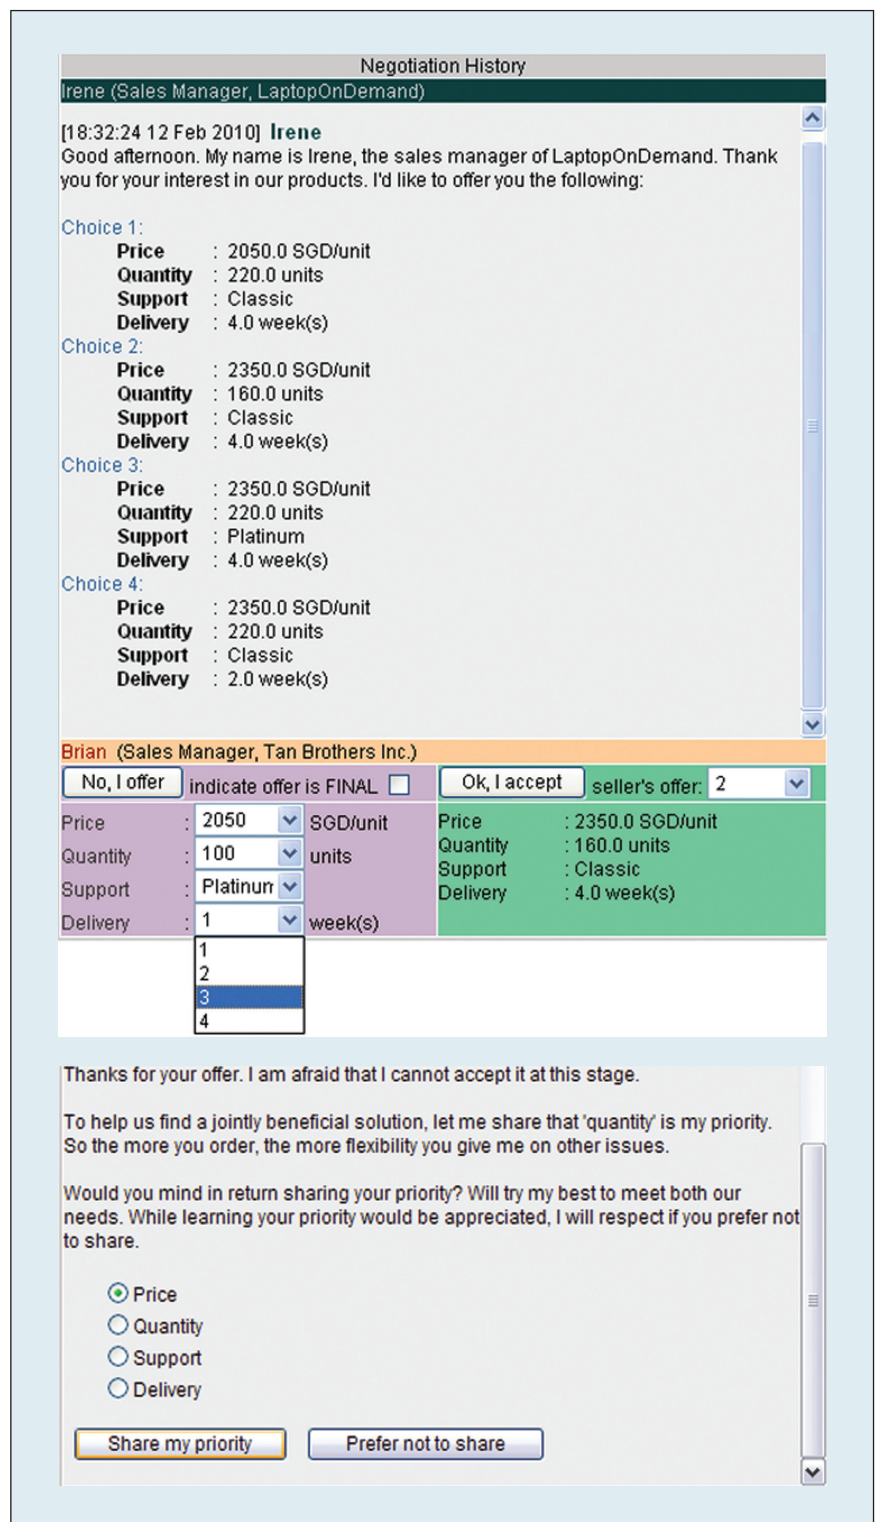 Negotiation History
Irene (Sales Manager, LaptopOnDemand)
[18:32:24 12 Feb 2010] Irene
Good afternoon. My name is Irene, the sales manager of LaptopOnDemand. Thank
you for your interest in our products. I'd like to offer you the following:
Choice 1:
Price : 2050.0 SGD/unit
Quantity : 220.0 units
Support : Classic
Delivery : 4.0 week(s)
Choice 2:
Price : 2350.0 SGD/unit
Quantity : 160.0 units
Support : Classic
Delivery : 4.0 week(s)
Choice 3:
Price : 2350.0 SGD/unit
Quantity : 220.0 units
Support : Platinum
Delivery : 4.0 week(s)
Choice 4:
Price : 2350.0 SGD/unit
Quantity : 220.0 units
Support : Classic
Delivery : 2.0 week(s)
Brian (Sales Manager, Tan Brothers Inc.)
No, I offer indicate offer is FINAL
Price : 2050 SGD/unit
Quantity : 100 units
Support : Platinum
Delivery : 1 week(s)
1
2
3
4
Ok, I accept seller's offer: 2
Price : 2350.0 SGD/unit
Quantity : 160.0 units
Support : Classic
Delivery : 4.0 week(s)
Thanks for your offer. I am afraid that I cannot accept it at this stage.
To help us find a jointly beneficial solution, let me share that 'quantity' is my priority.
So the more you order, the more flexibility you give me on other issues.
Would you mind in return sharing your priority? Will try my best to meet both our
needs. While learning your priority would be appreciated, I will respect if you prefer not
to share.
Price
Quantity
Support
Delivery
Share my priority Prefer not to share